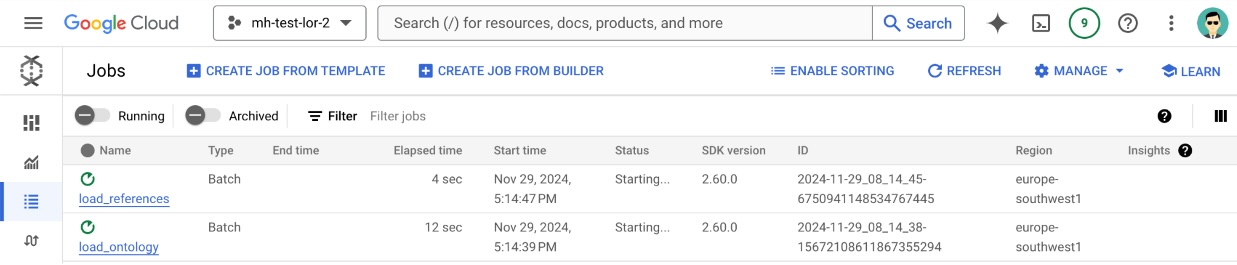 Google Cloud mh-test-lor-2 Search (/) for resources, docs, products, and more Search 9
Jobs CREATE JOB FROM TEMPLATE CREATE JOB FROM BUILDER ENABLE SORTING REFRESH MANAGE LEARN
Running Archived Filter Filter jobs
Name Type End time Elapsed time Start time Status SDK version ID Region Insights
load_references Batch 4 sec Nov 29, 2024, 5:14:47 PM Starting... 2.60.0 2024-11-29_08_14_45-6750941148534767445 europe-southwest1
load_ontology Batch 12 sec Nov 29, 2024, 5:14:39 PM Starting... 2.60.0 2024-11-29_08_14_38-15672108611867355294 europe-southwest1